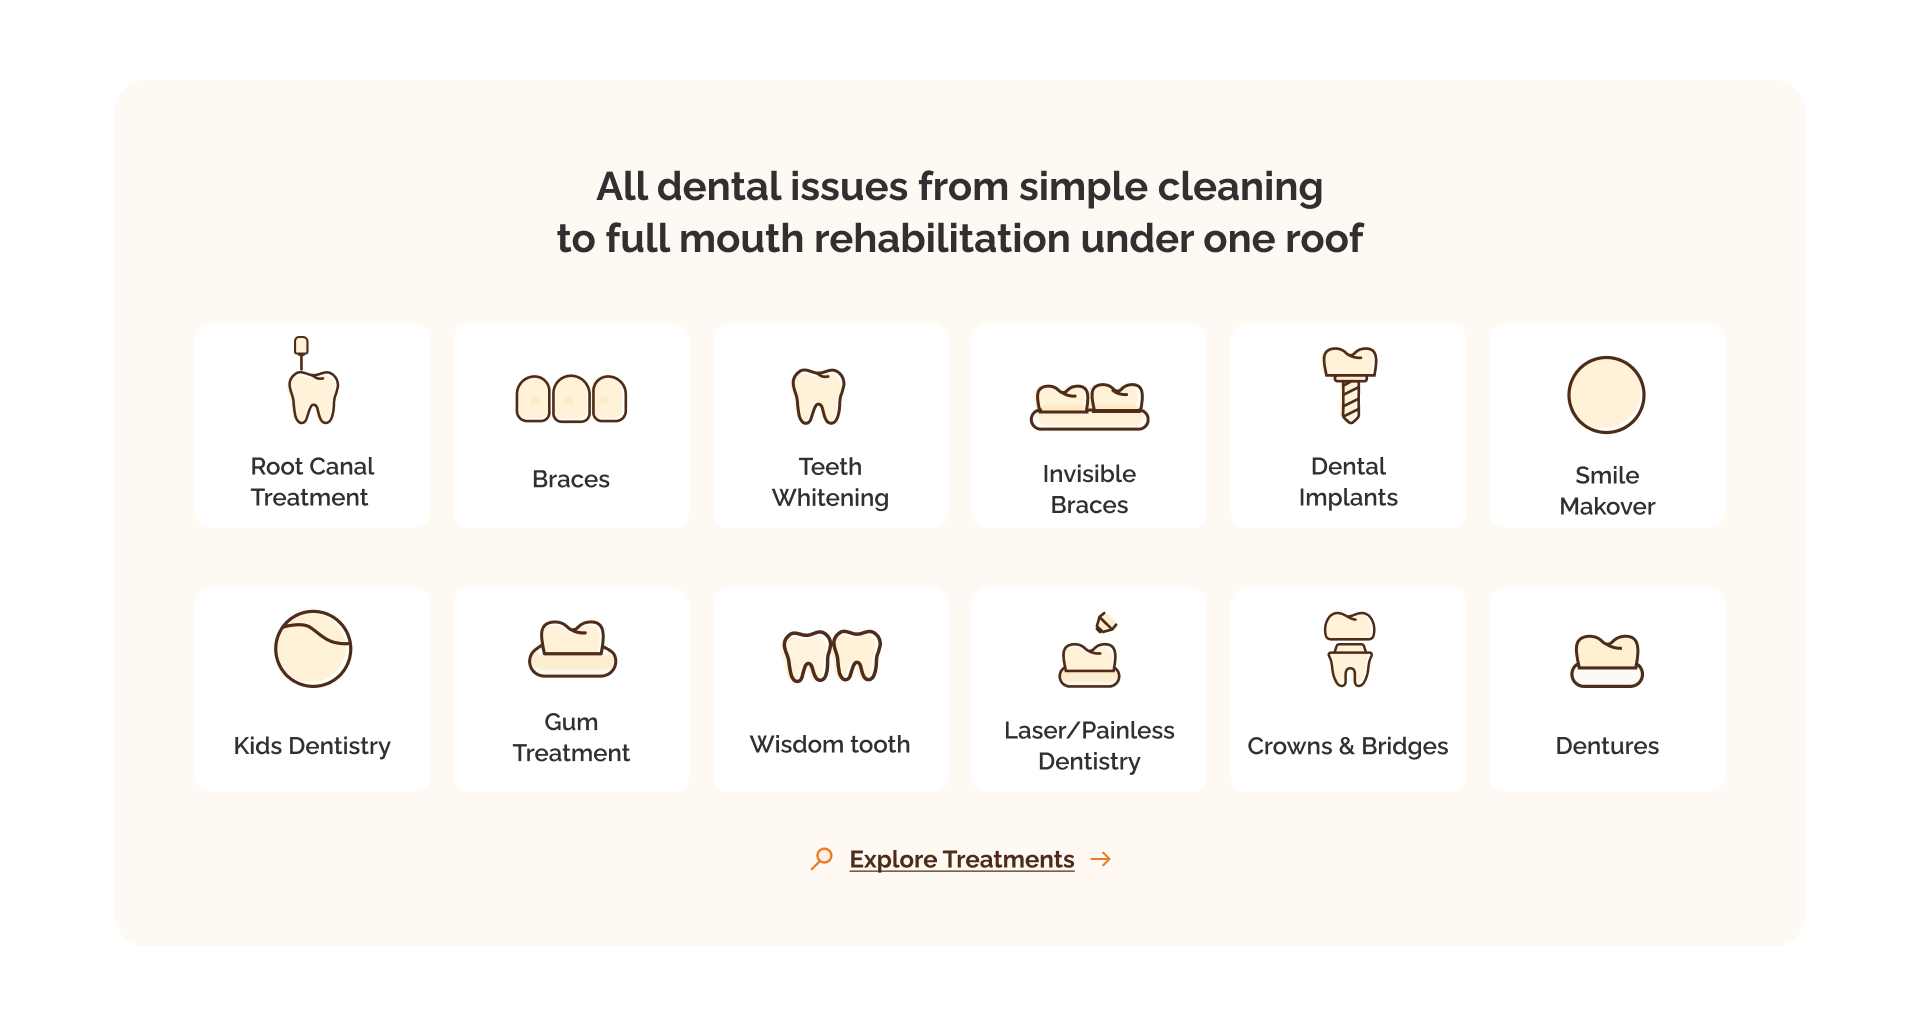 All dental issues from simple cleaning
to full mouth rehabilitation under one roof
Root Canal
Treatment
Braces
Teeth
Whitening
Invisible
Braces
Dental
Implants
Smile
Makover
Kids Dentistry
Gum
Treatment
Wisdom tooth
Laser/Painless
Dentistry
Crowns & Bridges
Dentures
Explore Treatments